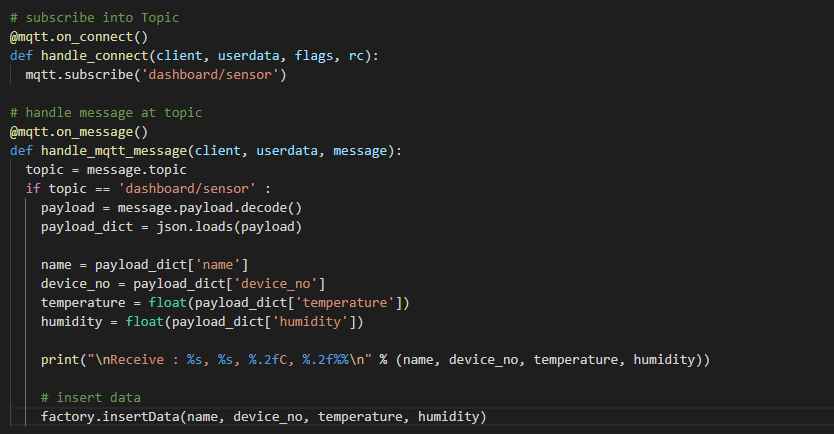 # subscribe into Topic
@mqtt.on_connect()
def handle_connect(client, userdata, flags, rc):
  mqtt.subscribe('dashboard/sensor')

# handle message at topic
@mqtt.on_message()
def handle_mqtt_message(client, userdata, message):
  topic = message.topic
  if topic == 'dashboard/sensor' :
    payload = message.payload.decode()
    payload_dict = json.loads(payload)

    name = payload_dict['name']
    device_no = payload_dict['device_no']
    temperature = float(payload_dict['temperature'])
    humidity = float(payload_dict['humidity'])

    print("\nReceive : %s, %s, %.2fC, %.2f%%\n" % (name, device_no, temperature, humidity))

    # insert data
    factory.insertData(name, device_no, temperature, humidity)